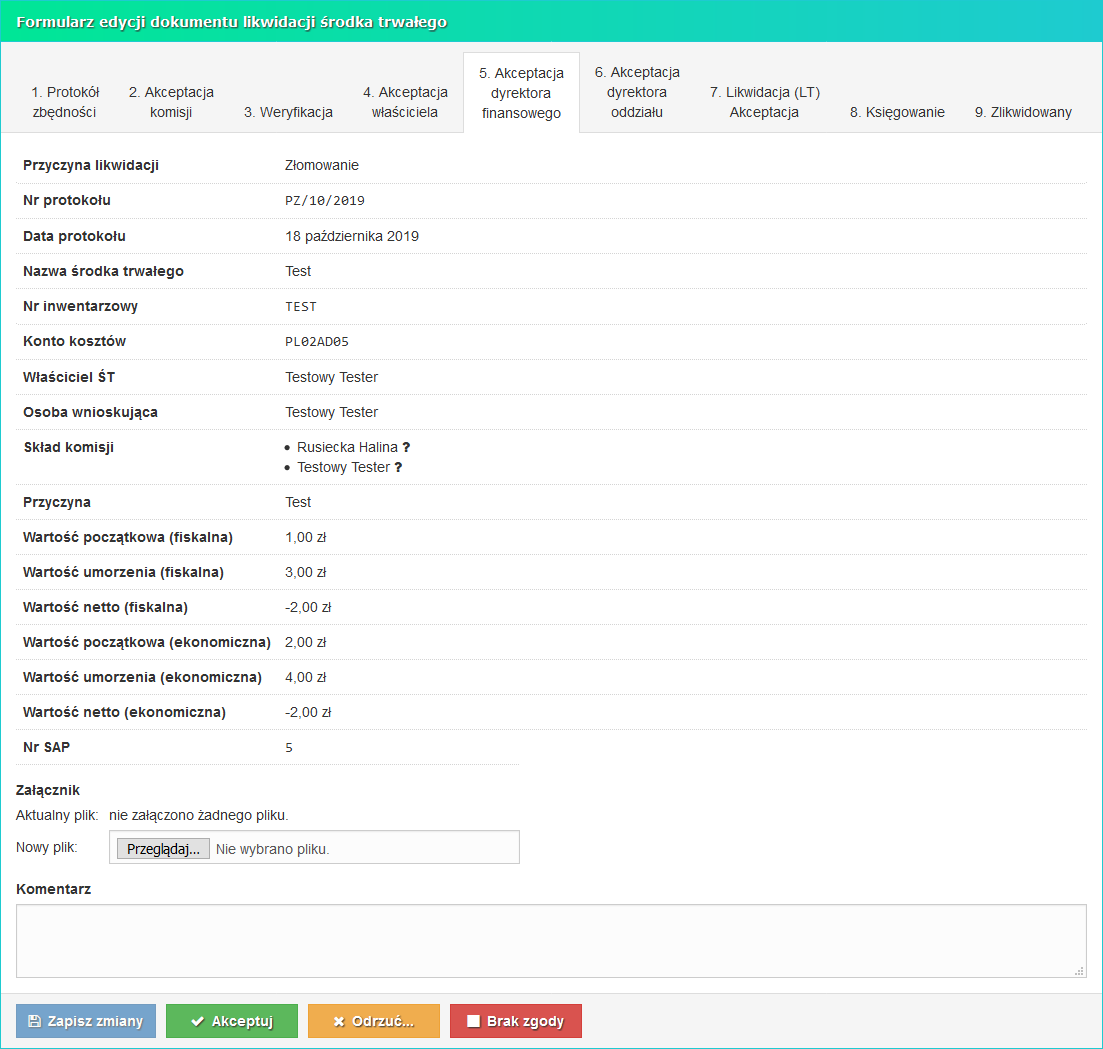 Formularz edycji dokumentu likwidacji środka trwałego
1. Protokół
zbędności
2. Akceptacja
komisji
3. Weryfikacja
4. Akceptacja
właściciela
5. Akceptacja
dyrektora
finansowego
6. Akceptacja
dyrektora
oddziału
7. Likwidacja (LT)
Akceptacja
8. Księgowanie
9. Zlikwidowany
Przyczyna likwidacji Złomowanie
Nr protokołu PZ/10/2019
Data protokołu 18 października 2019
Nazwa środka trwałego Test
Nr inwentarzowy TEST
Konto kosztów PL02AD05
Właściciel ŚT Testowy Tester
Osoba wnioskująca Testowy Tester
Skład komisji • Rusiecka Halina ?
• Testowy Tester ?
Przyczyna Test
Wartość początkowa (fiskalna) 1,00 zł
Wartość umorzenia (fiskalna) 3,00 zł
Wartość netto (fiskalna) -2,00 zł
Wartość początkowa (ekonomiczna) 2,00 zł
Wartość umorzenia (ekonomiczna) 4,00 zł
Wartość netto (ekonomiczna) -2,00 zł
Nr SAP 5
Załącznik
Aktualny plik: nie załączono żadnego pliku.
Nowy plik: Przeglądaj... Nie wybrano pliku.
Komentarz
Zapisz zmiany Akceptuj Odrzuć... Brak zgody